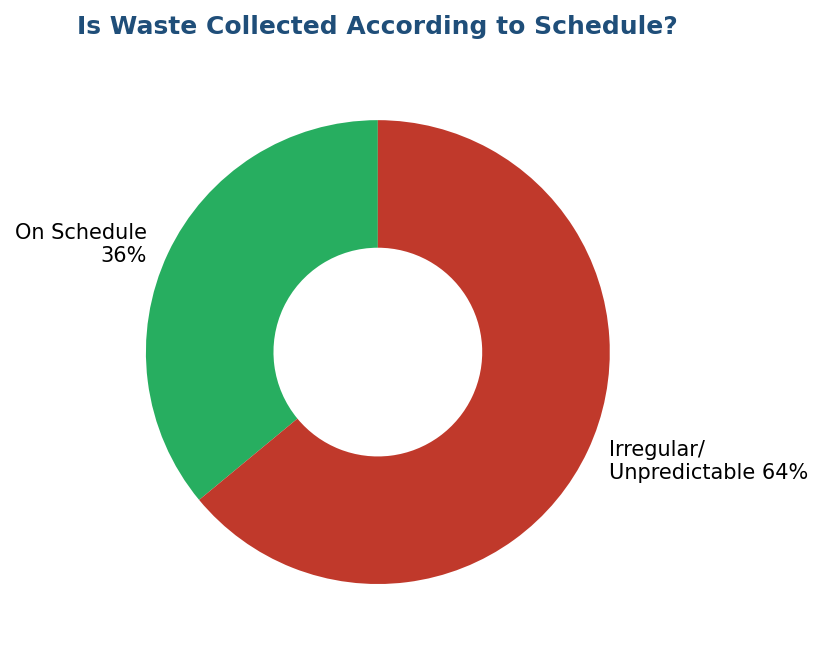 Is Waste Collected According to Schedule?
On Schedule
36%
Irregular/
Unpredictable 64%